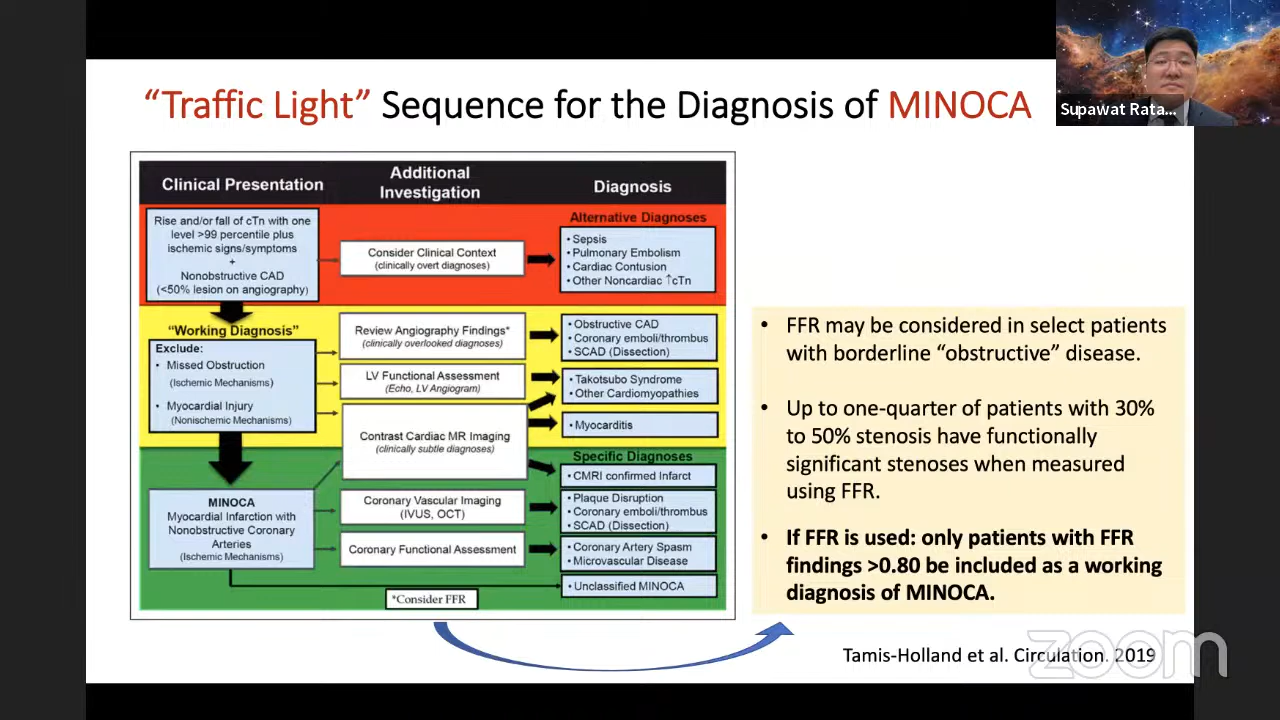 “Traffic Light” Sequence for the Diagnosis of MINOCA
Supawat Rata...
Clinical Presentation
Additional
Investigation
Diagnosis
Rise and/or fall of cTn with one
level >99 percentile plus
ischemic signs/symptoms
+
Nonobstructive CAD
(<50% lesion on angiography)
Consider Clinical Context
(clinically overt diagnoses)
Alternative Diagnoses
• Sepsis
• Pulmonary Embolism
• Cardiac Contusion
• Other Noncardiac ↑cTn
“Working Diagnosis”
Exclude:
• Missed Obstruction
(Ischemic Mechanisms)
• Myocardial Injury
(Nonischemic Mechanisms)
Review Angiography Findings*
(clinically overlooked diagnoses)
• Obstructive CAD
• Coronary emboli/thrombus
• SCAD (Dissection)
LV Functional Assessment
(Echo, LV Angiogram)
• Takotsubo Syndrome
• Other Cardiomyopathies
Contrast Cardiac MR Imaging
(clinically subtle diagnoses)
• Myocarditis
Specific Diagnoses
• CMRI confirmed Infarct
MINOCA
Myocardial Infarction with
Nonobstructive Coronary
Arteries
(Ischemic Mechanisms)
Coronary Vascular Imaging
(IVUS, OCT)
• Plaque Disruption
• Coronary emboli/thrombus
• SCAD (Dissection)
Coronary Functional Assessment
• Coronary Artery Spasm
• Microvascular Disease
• Unclassified MINOCA
*Consider FFR
• FFR may be considered in select patients
with borderline “obstructive” disease.
• Up to one-quarter of patients with 30%
to 50% stenosis have functionally
significant stenoses when measured
using FFR.
• If FFR is used: only patients with FFR
findings >0.80 be included as a working
diagnosis of MINOCA.
Tamis-Holland et al. Circulation. 2019
zoom